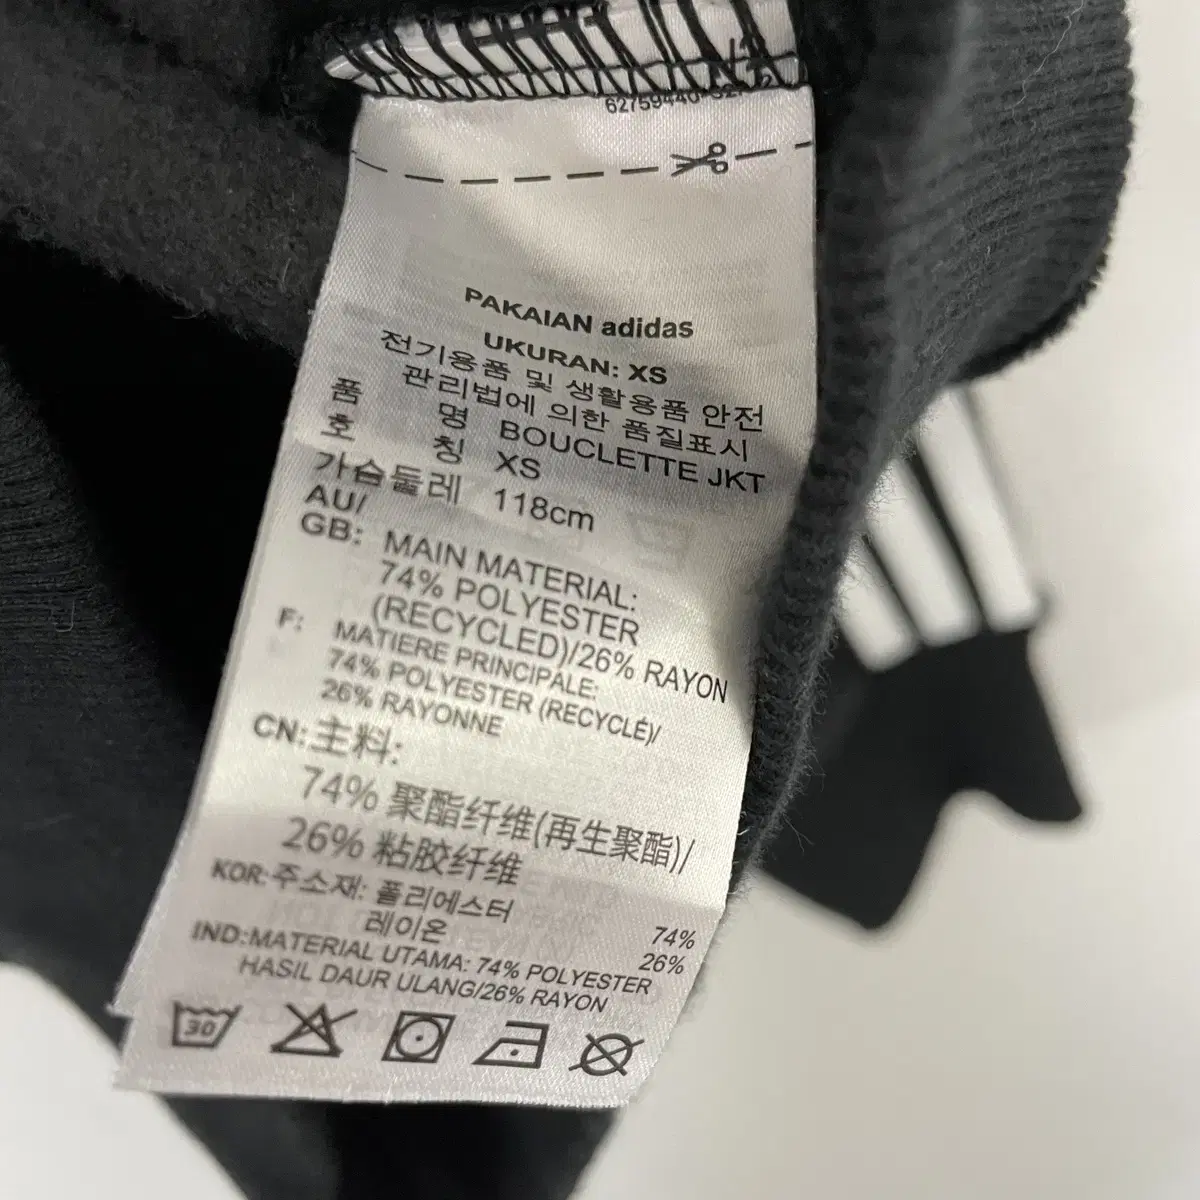 PAKAIAN adidas
UKURAN: XS
전기용품 및 생활용품 안전
관리법에 의한 품질표시
품 명 BOUCLETTE JKT
호 칭 XS
가슴둘레 118cm
AU/
GB: MAIN MATERIAL:
74% POLYESTER
(RECYCLED)/26% RAYON
F: MATIERE PRINCIPALE:
74% POLYESTER (RECYCLÉ)/
26% RAYONNE
CN:主料:
74% 聚酯纤维(再生聚酯)/
26% 粘胶纤维
KOR:주소재: 폴리에스터 74%
레이온 26%
IND:MATERIAL UTAMA: 74% POLYESTER
HASIL DAUR ULANG/26% RAYON
30